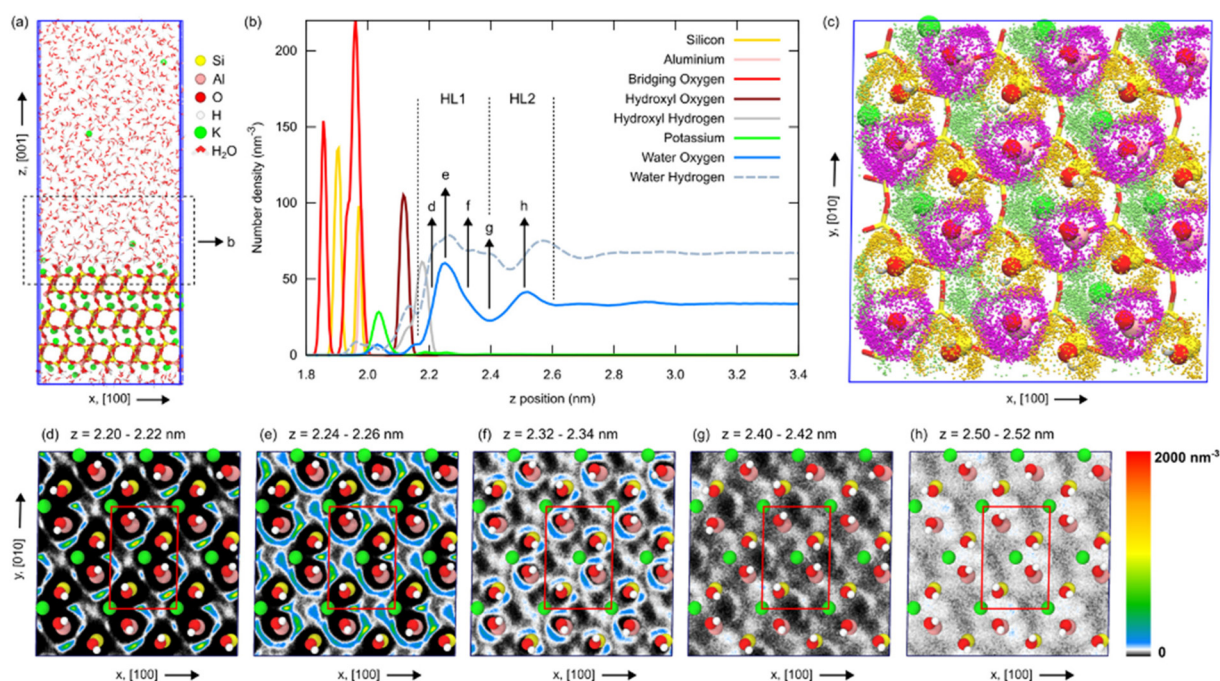 (a)
z, [001]
Si
Al
O
H
K
H₂O
b
x, [100]
(b)
Number density (nm⁻³)
200
150
100
50
0
HL1
HL2
d
e
f
g
h
Silicon
Aluminium
Bridging Oxygen
Hydroxyl Oxygen
Hydroxyl Hydrogen
Potassium
Water Oxygen
Water Hydrogen
1.8 2.0 2.2 2.4 2.6 2.8 3.0 3.2 3.4
z position (nm)
(c)
y, [010]
x, [100]
(d) z = 2.20 - 2.22 nm
(e) z = 2.24 - 2.26 nm
(f) z = 2.32 - 2.34 nm
(g) z = 2.40 - 2.42 nm
(h) z = 2.50 - 2.52 nm
y, [010]
2000 nm⁻³
0
x, [100]
x, [100]
x, [100]
x, [100]
x, [100]